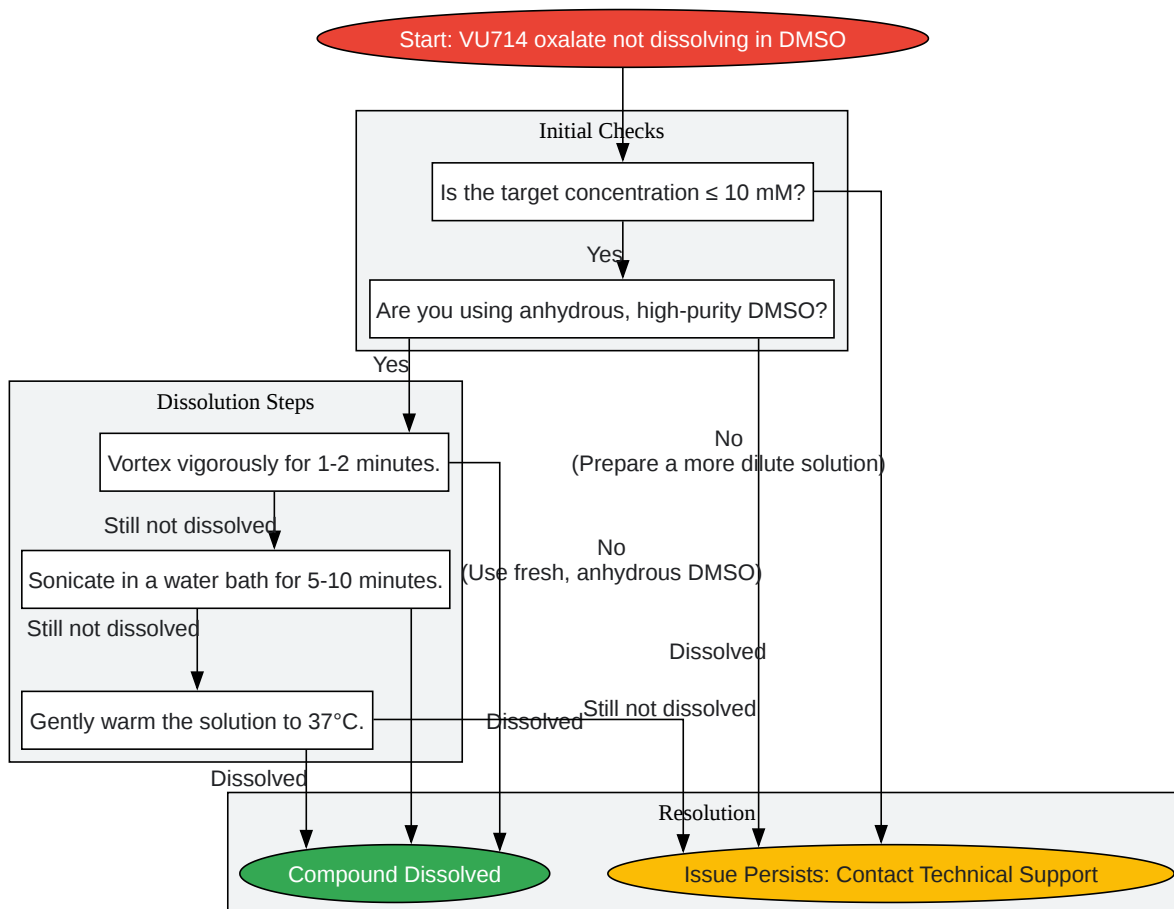 Start: VU714 oxalate not dissolving in DMSO
Initial Checks
Is the target concentration ≤ 10 mM?
Yes
Are you using anhydrous, high-purity DMSO?
Yes
Dissolution Steps
Vortex vigorously for 1-2 minutes.
No
(Prepare a more dilute solution)
Still not dissolved
Sonicate in a water bath for 5-10 minutes.
No
(Use fresh, anhydrous DMSO)
Still not dissolved
Dissolved
Gently warm the solution to 37°C.
Still not dissolved
Dissolved
Dissolved
Resolution
Compound Dissolved
Issue Persists: Contact Technical Support